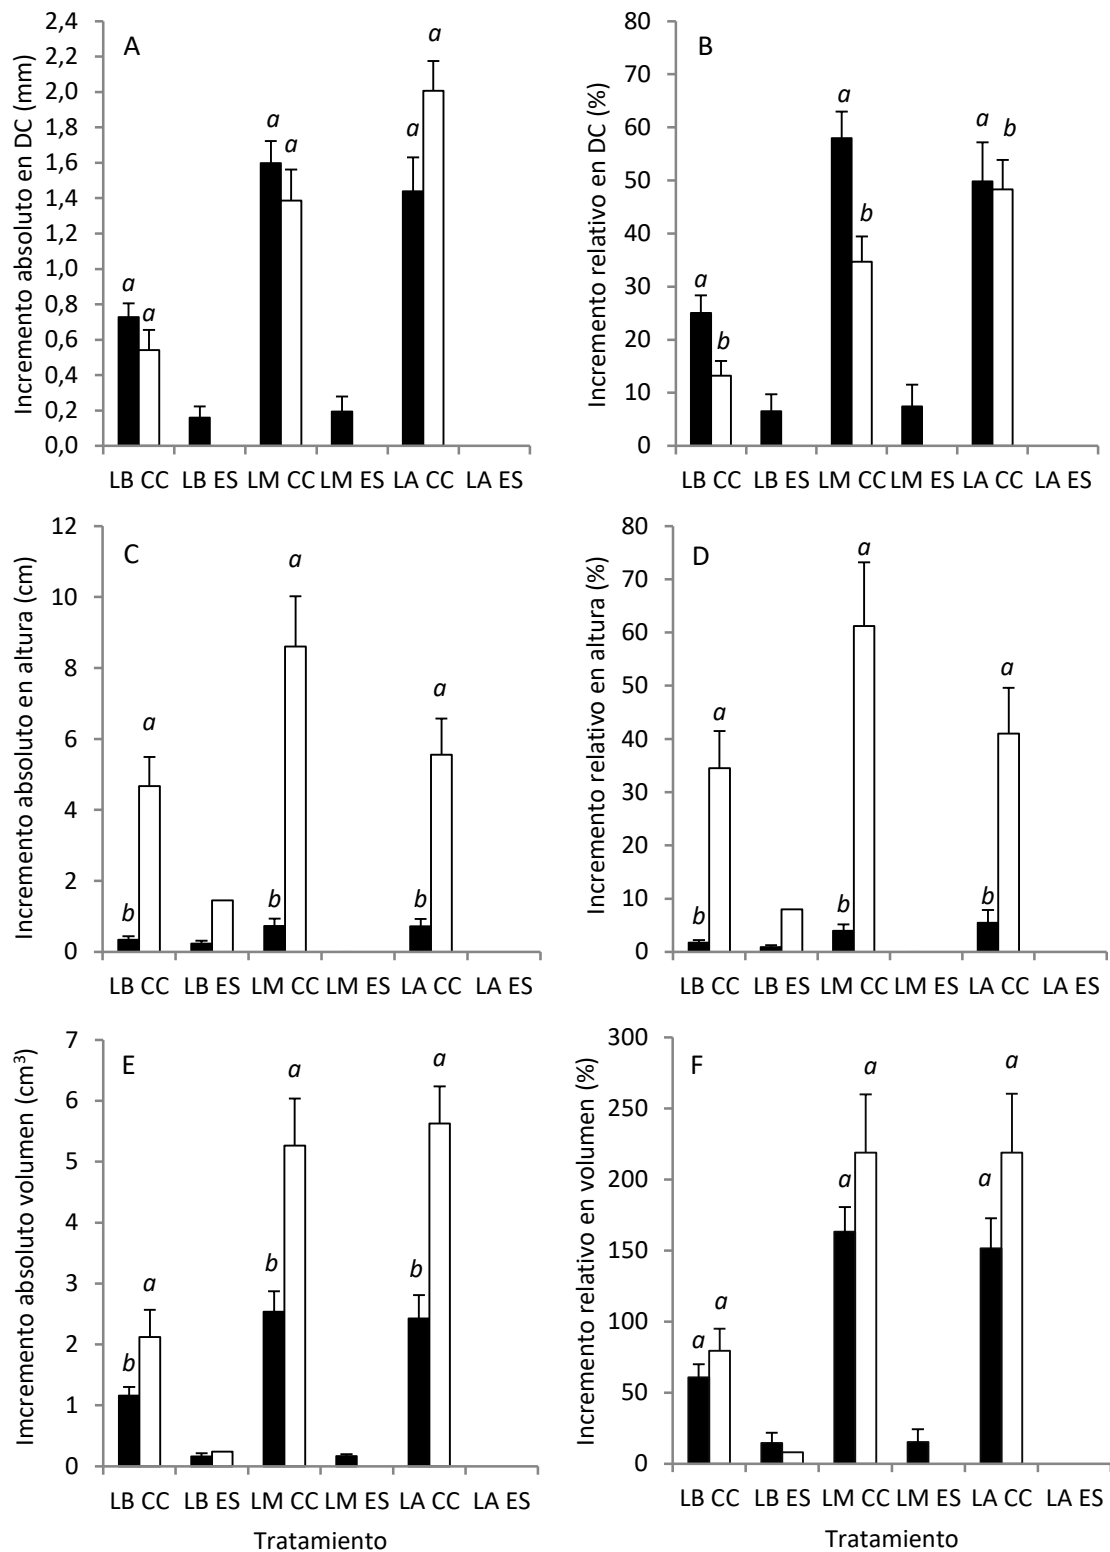 A
Incremento absoluto en DC (mm)
2,4
2,2
2,0
1,8
1,6
1,4
1,2
1,0
0,8
0,6
0,4
0,2
0,0
a
a
a
a
a
a
LB CC LB ES LM CC LM ES LA CC LA ES
B
Incremento relativo en DC (%)
80
70
60
50
40
30
20
10
0
a
b
a
b
a
b
LB CC LB ES LM CC LM ES LA CC LA ES
C
Incremento absoluto en altura (cm)
12
10
8
6
4
2
0
b
a
b
a
b
a
LB CC LB ES LM CC LM ES LA CC LA ES
D
Incremento relativo en altura (%)
80
70
60
50
40
30
20
10
0
b
a
b
a
b
a
LB CC LB ES LM CC LM ES LA CC LA ES
E
Imcremento absoluto volumen (cm³)
7
6
5
4
3
2
1
0
b
a
b
a
b
a
LB CC LB ES LM CC LM ES LA CC LA ES
Tratamiento
F
Incremento relativo en volumen (%)
300
250
200
150
100
50
0
a
a
a
a
a
a
LB CC LB ES LM CC LM ES LA CC LA ES
Tratamiento